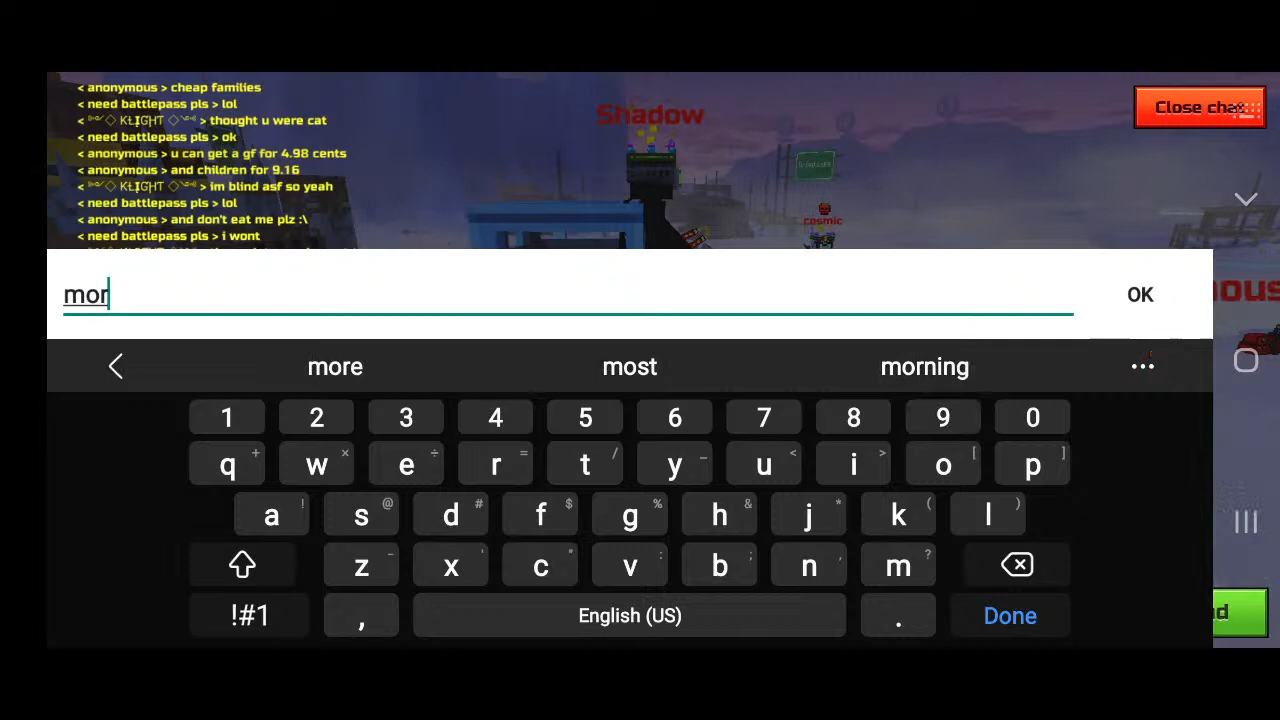 < anonymous > cheap families
< need battlepass pls > lol
> thought u were cat
< need battlepass pls > ok
< anonymous > u can get a gf for 4.98 cents
< anonymous > and children for 9.16
> im blind asf so yeah
< need battlepass pls > lol
< anonymous > and don't eat me plz :\
< need battlepass pls > i wont
Shadow
cosmic
Close cha
mor
OK
more
most
morning
...
1 2 3 4 5 6 7 8 9 0
q + w × e ÷ r = t / y _ u < i > o [ p ]
a ! s @ d # f $ g % h & j * k ( l )
z - x ' c " v : b ; n , m ?
!#1 , English (US) . Done